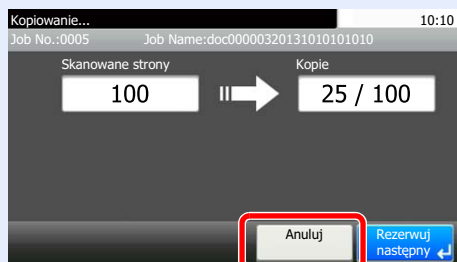 Kopiowanie... 10:10
Job No.:0005 Job Name:doc00000320131010101010
Skanowane strony Kopie
100 25 / 100
Anuluj Rezerwuj
następny